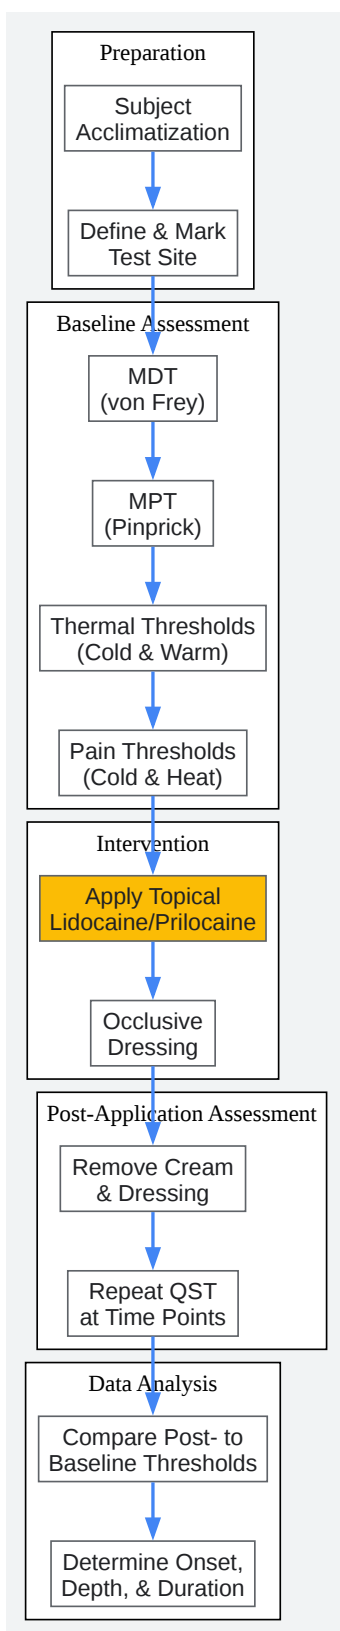 Preparation
Subject
Acclimatization
Define & Mark
Test Site
Baseline Assessment
MDT
(von Frey)
MPT
(Pinprick)
Thermal Thresholds
(Cold & Warm)
Pain Thresholds
(Cold & Heat)
Intervention
Apply Topical
Lidocaine/Prilocaine
Occlusive
Dressing
Post-Application Assessment
Remove Cream
& Dressing
Repeat QST
at Time Points
Data Analysis
Compare Post- to
Baseline Thresholds
Determine Onset,
Depth, & Duration